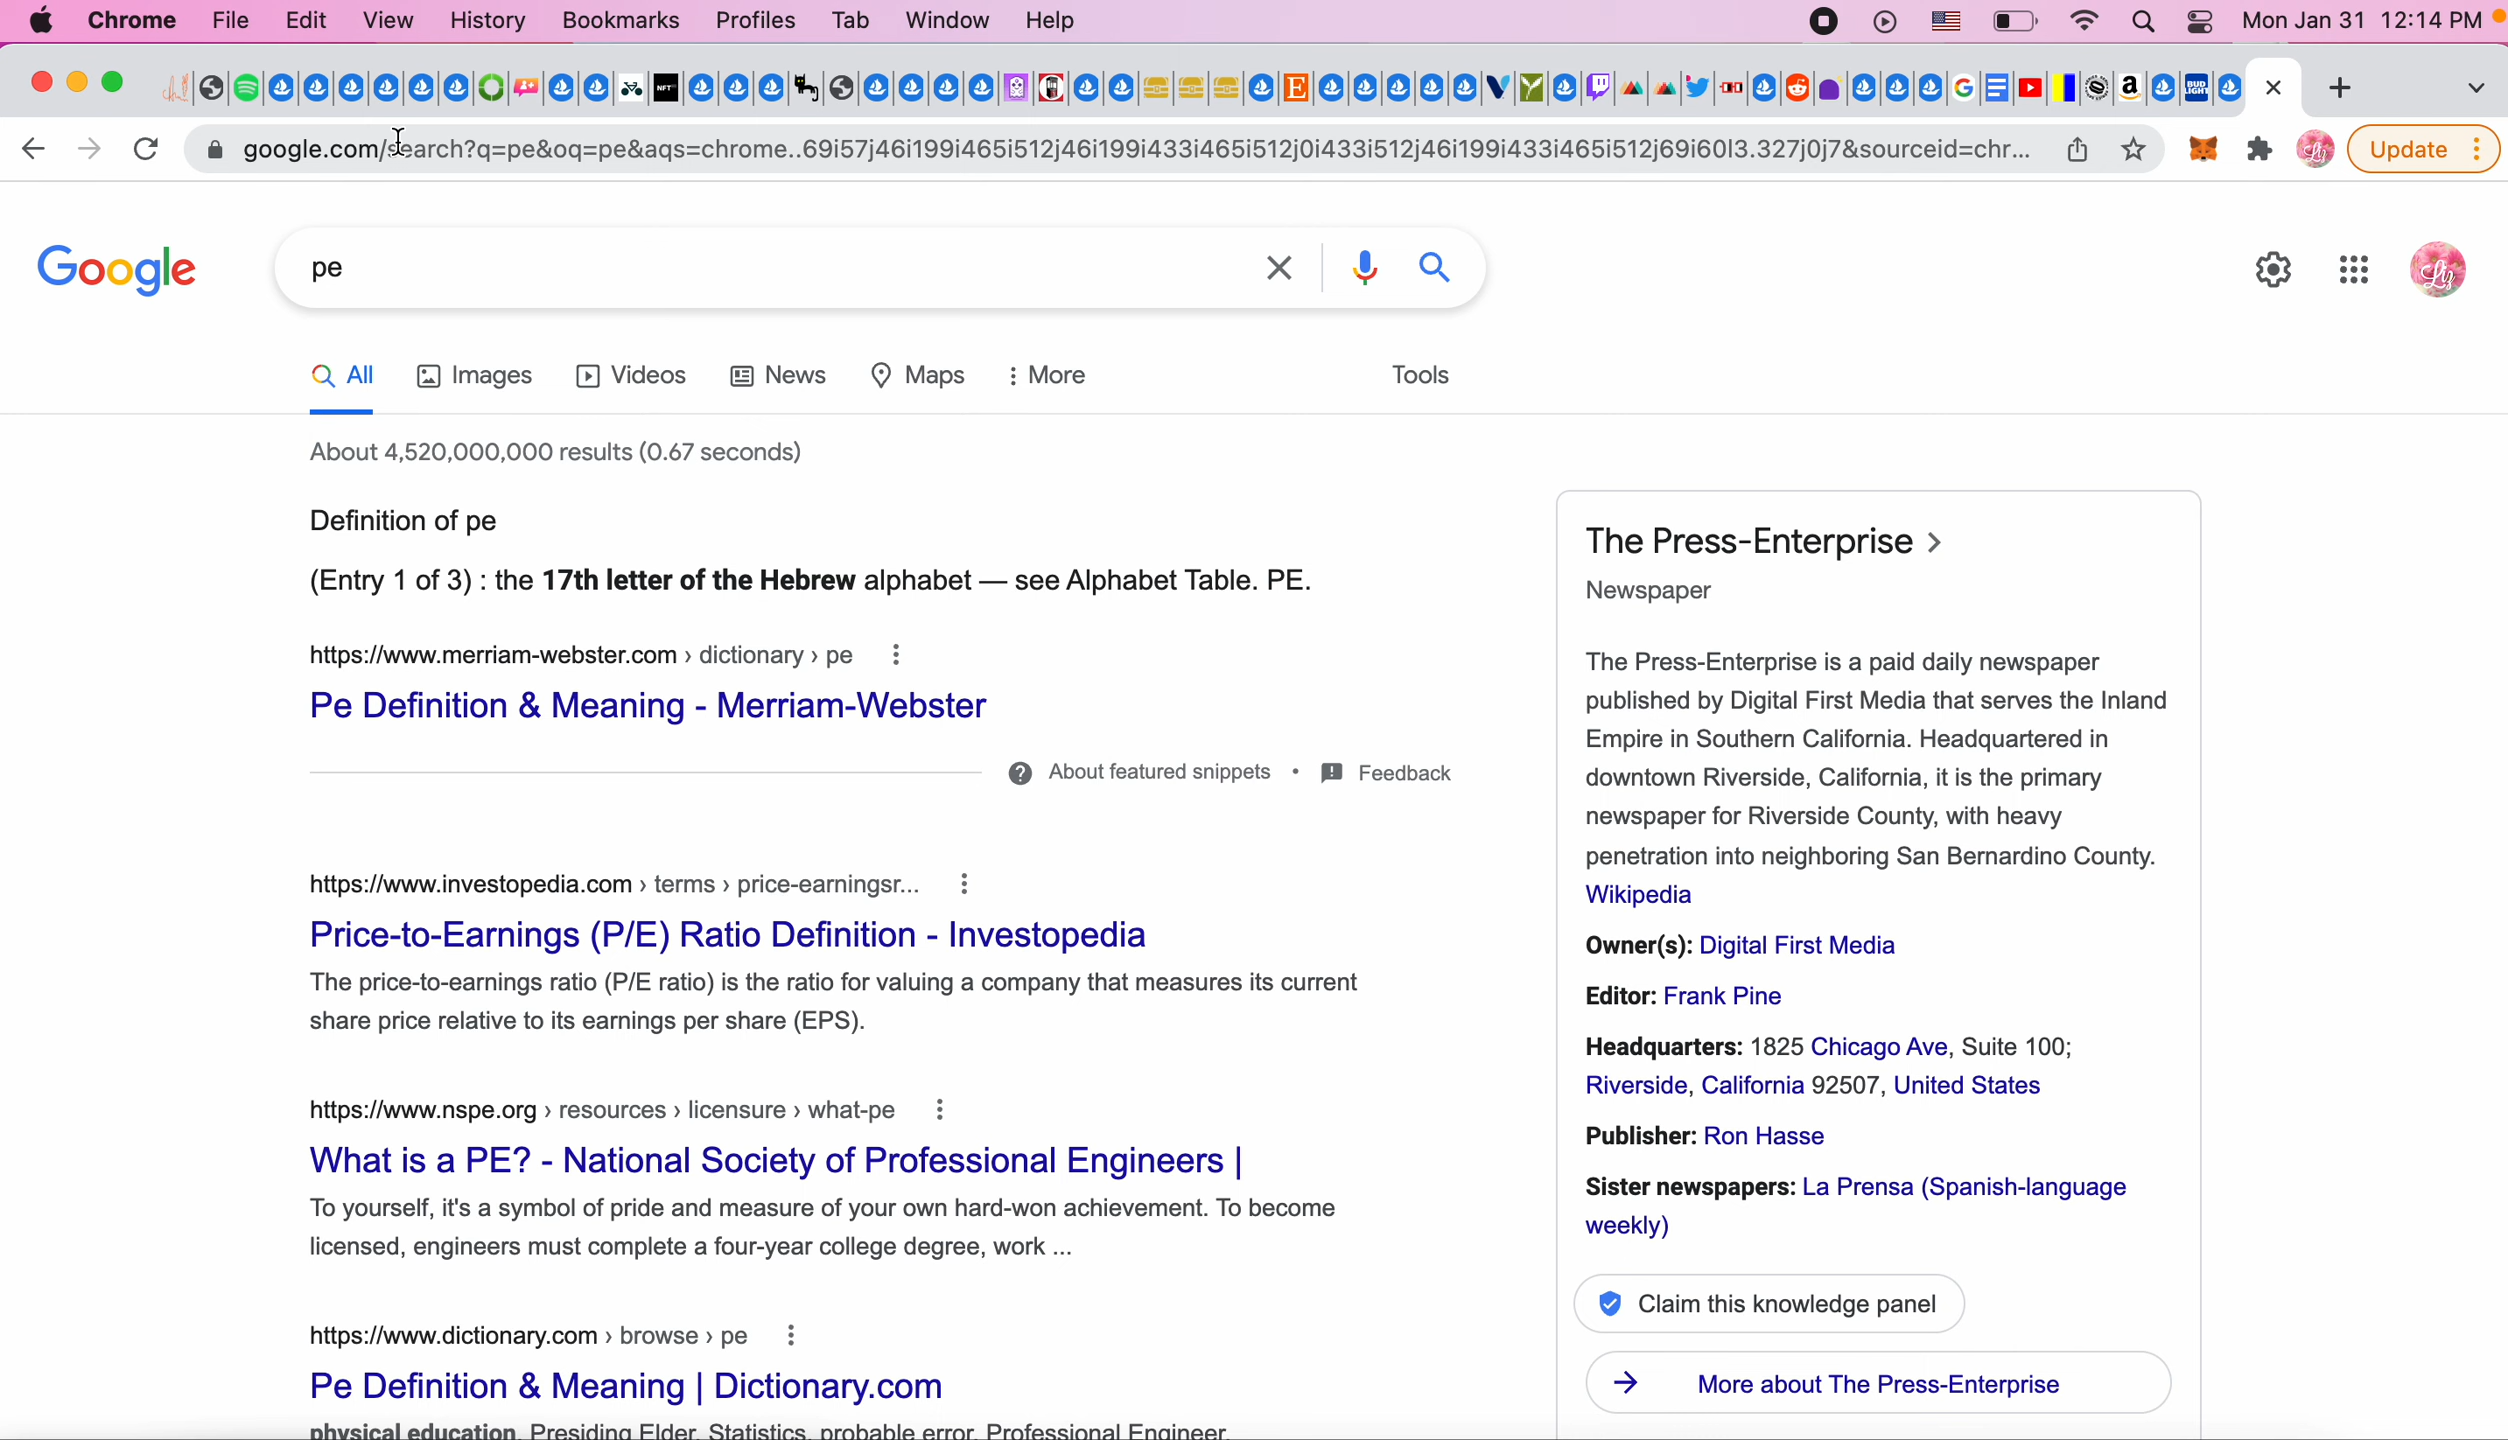 Chrome File Edit View History Bookmarks Profiles Tab Window Help Mon Jan 31 12:14 PM
google.com/search?q=pe&oq=pe&aqs=chrome..69i57j46i199i465i512j46i199i433i465i512j0i433i512j46i199i433i465i512j69i60l3.327j0j7&sourceid=chr... Update
Google pe
All Images Videos News Maps More Tools
About 4,520,000,000 results (0.67 seconds)
Definition of pe
(Entry 1 of 3) : the 17th letter of the Hebrew alphabet — see Alphabet Table. PE.
https://www.merriam-webster.com › dictionary › pe
Pe Definition & Meaning - Merriam-Webster
About featured snippets • Feedback
https://www.investopedia.com › terms › price-earningsr...
Price-to-Earnings (P/E) Ratio Definition - Investopedia
The price-to-earnings ratio (P/E ratio) is the ratio for valuing a company that measures its current
share price relative to its earnings per share (EPS).
https://www.nspe.org › resources › licensure › what-pe
What is a PE? - National Society of Professional Engineers |
To yourself, it's a symbol of pride and measure of your own hard-won achievement. To become
licensed, engineers must complete a four-year college degree, work ...
https://www.dictionary.com › browse › pe
Pe Definition & Meaning | Dictionary.com
physical education, Presiding Elder, Statistics, probable error, Professional Engineer,
The Press-Enterprise
Newspaper
The Press-Enterprise is a paid daily newspaper
published by Digital First Media that serves the Inland
Empire in Southern California. Headquartered in
downtown Riverside, California, it is the primary
newspaper for Riverside County, with heavy
penetration into neighboring San Bernardino County.
Wikipedia
Owner(s): Digital First Media
Editor: Frank Pine
Headquarters: 1825 Chicago Ave, Suite 100;
Riverside, California 92507, United States
Publisher: Ron Hasse
Sister newspapers: La Prensa (Spanish-language
weekly)
Claim this knowledge panel
More about The Press-Enterprise